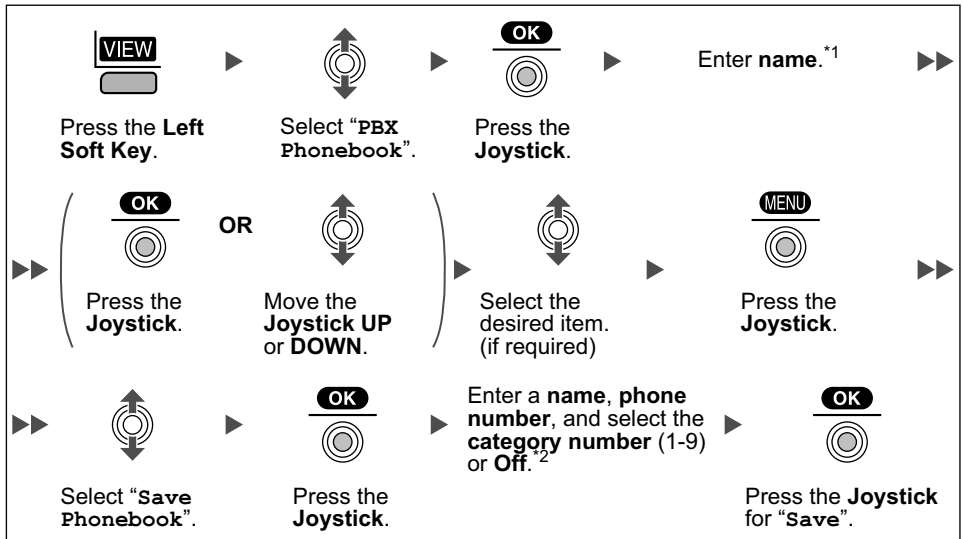 VIEW
OK
Enter name.*1
Press the Left
Soft Key.
Select “PBX
Phonebook”.
Press the
Joystick.
OK
OR
MENU
Press the
Joystick.
Move the
Joystick UP
or DOWN.
Select the
desired item.
(if required)
Press the
Joystick.
OK
Enter a name, phone
number, and select the
category number (1-9)
or Off.*2
OK
Select “Save
Phonebook”.
Press the
Joystick.
Press the Joystick
for “Save”.